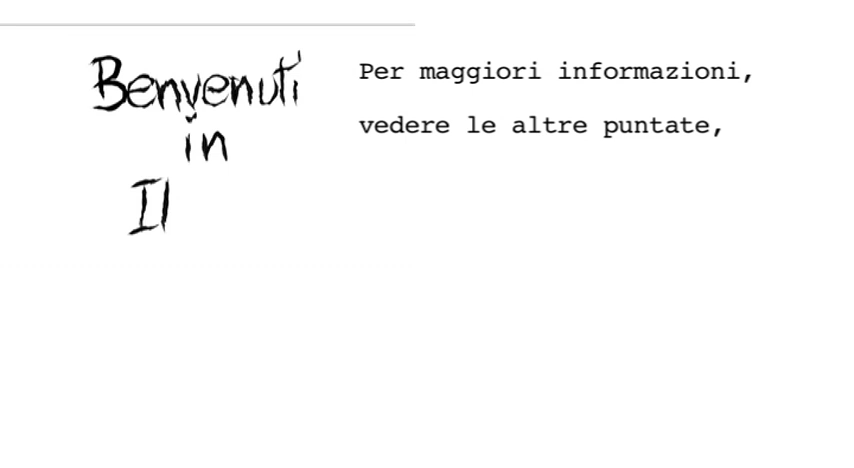 Benvenuti
in
Il
Per maggiori informazioni,
vedere le altre puntate,